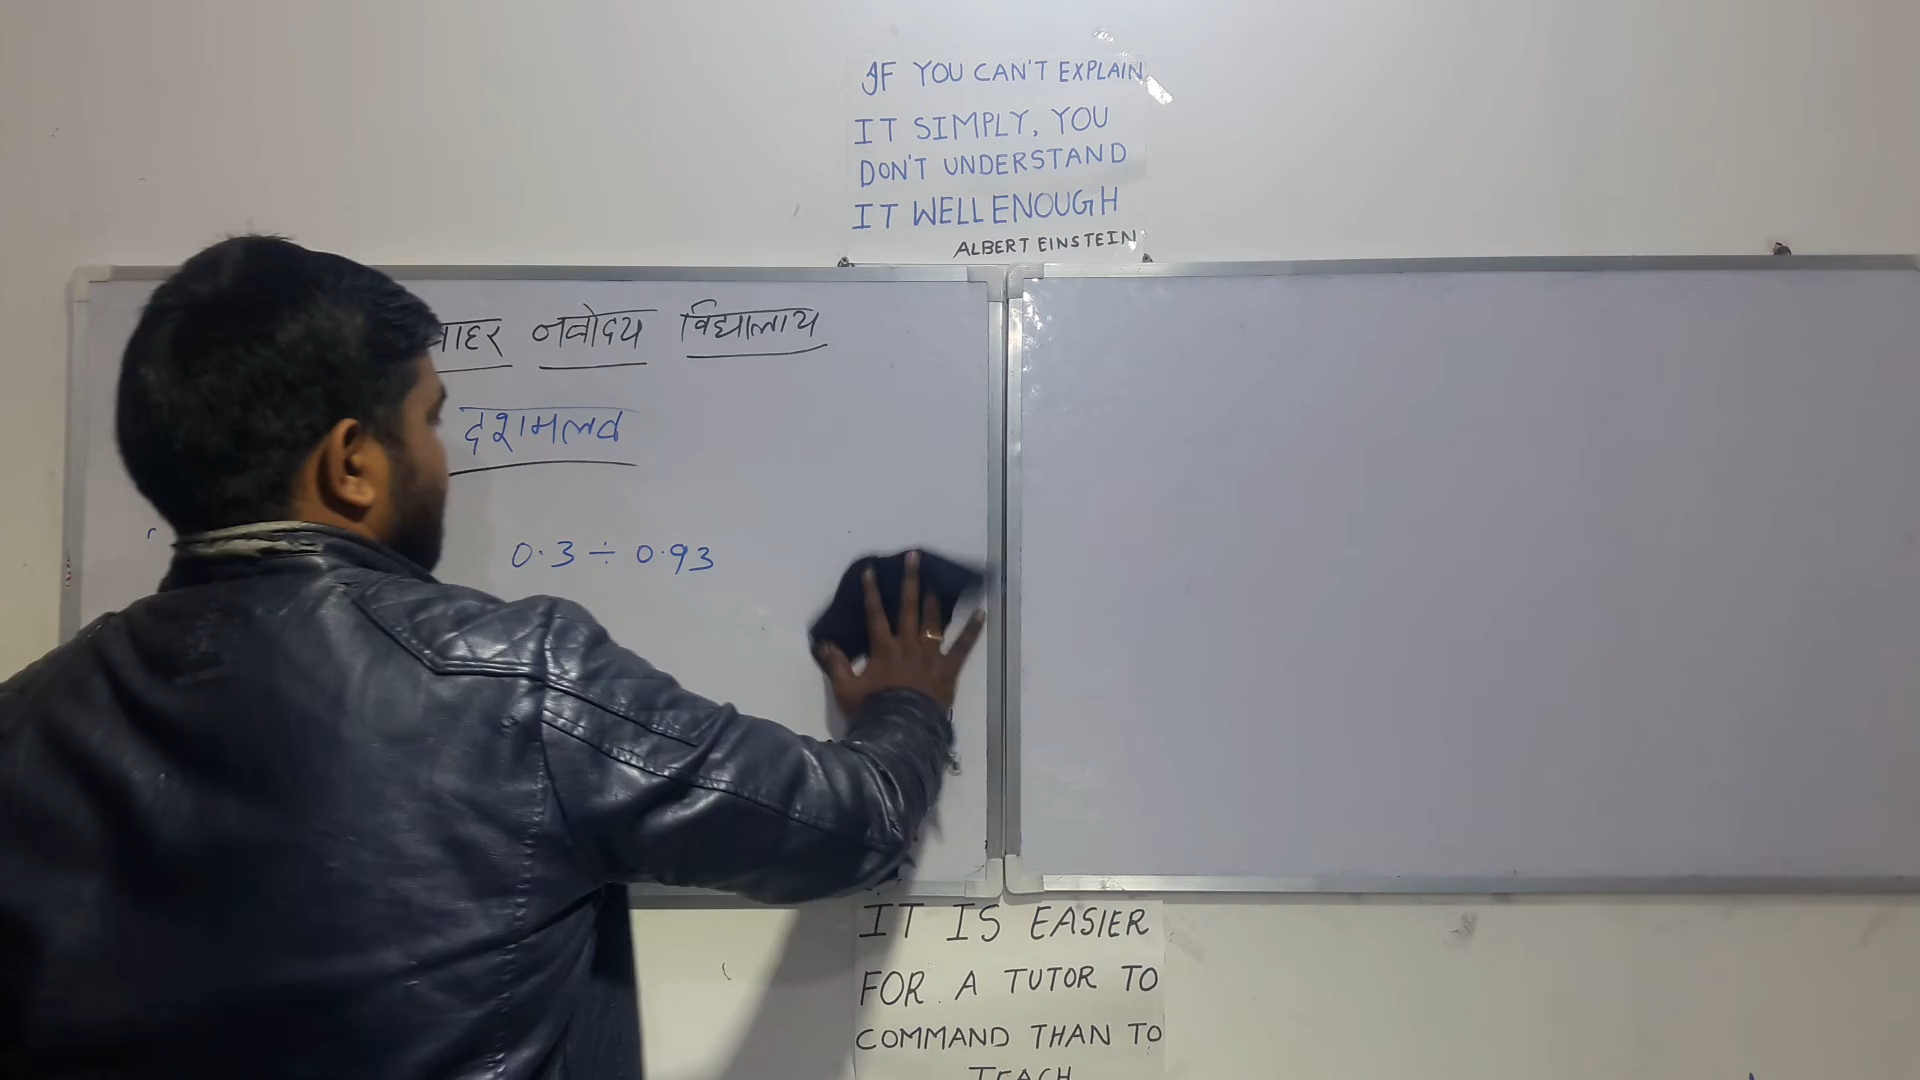 IF YOU CAN'T EXPLAIN
IT SIMPLY, YOU
DON'T UNDERSTAND
IT WELL ENOUGH
ALBERT EINSTEIN
नवोदय विद्यालाय
दशमलव
0.3 ÷ 0.93
IT IS EASIER
FOR A TUTOR TO
COMMAND THAN TO
TEACH